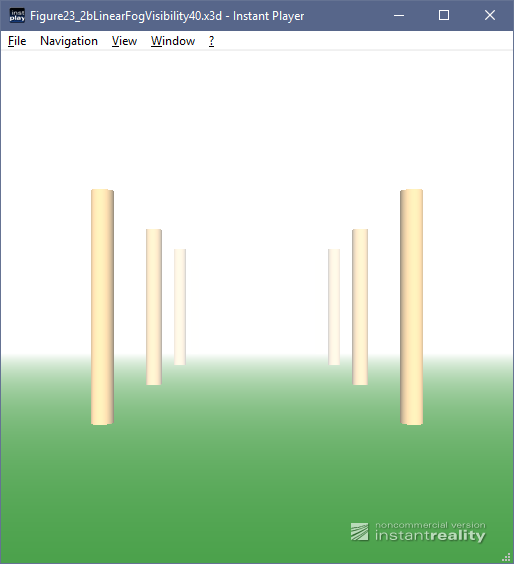 inst
play
Figure23_2bLinearFogVisibility40.x3d - Instant Player
File Navigation View Window ?
noncommercial version
instantreality